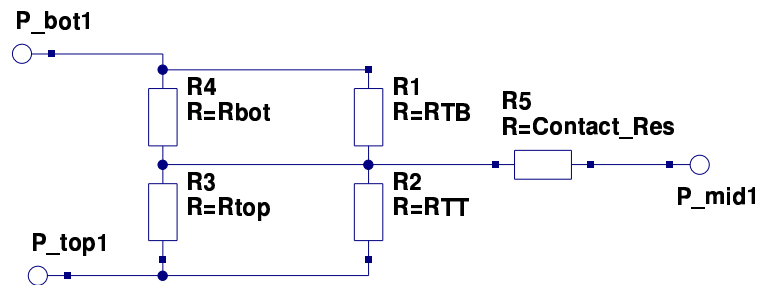 P_bot1
R4
R=Rbot
R1
R=RTB
R5
R=Contact_Res
R3
R=Rtop
R2
R=RTT
P_mid1
P_top1